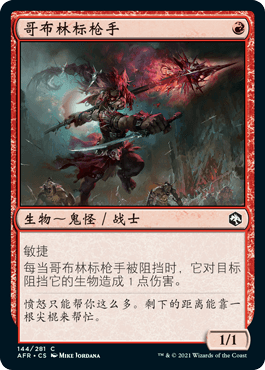 哥布林标枪手
生物～鬼怪 / 战士
敏捷
每当哥布林标枪手被阻挡时，它对目标
阻挡它的生物造成1点伤害。
愤怒只能帮你这么多。剩下的距离能靠一
根尖棍来帮忙。
1/1
144/281 C
AFR • CS MIKE JORDANA
™ & © 2021 Wizards of the Coast